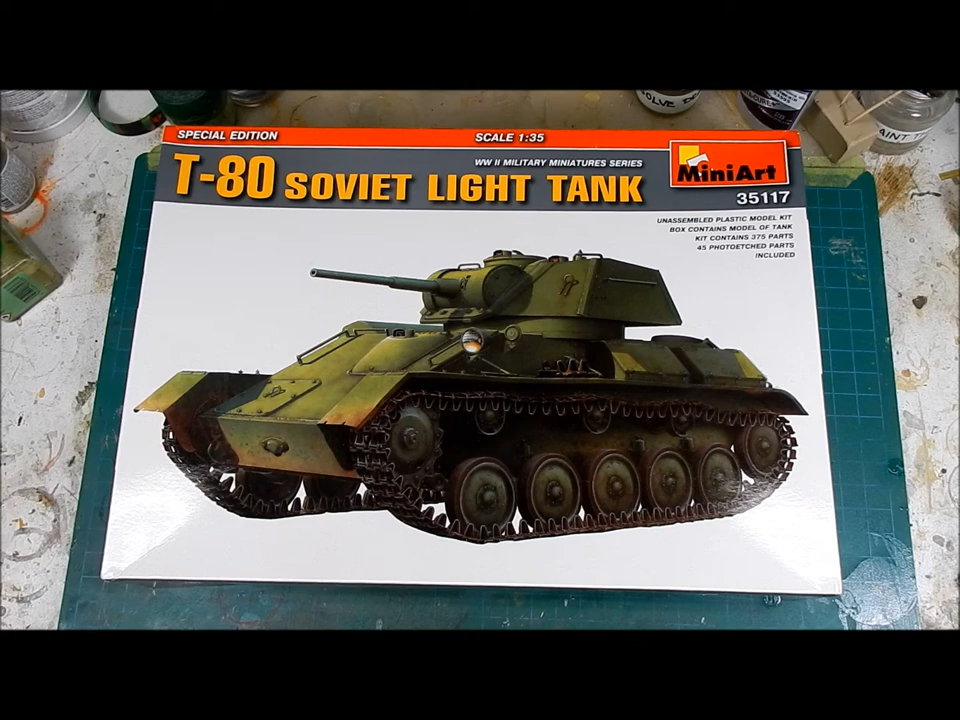 SPECIAL EDITION
SCALE 1:35
T-80 SOVIET LIGHT TANK
WW II MILITARY MINIATURES SERIES
MiniArt
35117
UNASSEMBLED PLASTIC MODEL KIT
BOX CONTAINS MODEL OF TANK
KIT CONTAINS 375 PARTS
45 PHOTOETCHED PARTS
INCLUDED